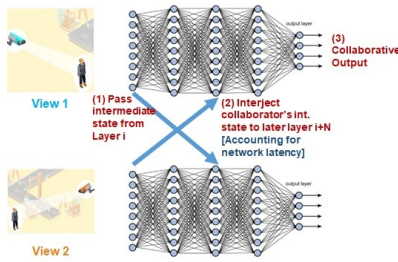 output layer
(3)
Collaborative
Output
View 1
(1) Pass
intermediate
state from
Layer i
(2) Interject
collaborator's int.
state to later layer i+N
[Accounting for
network latency]
output layer
View 2